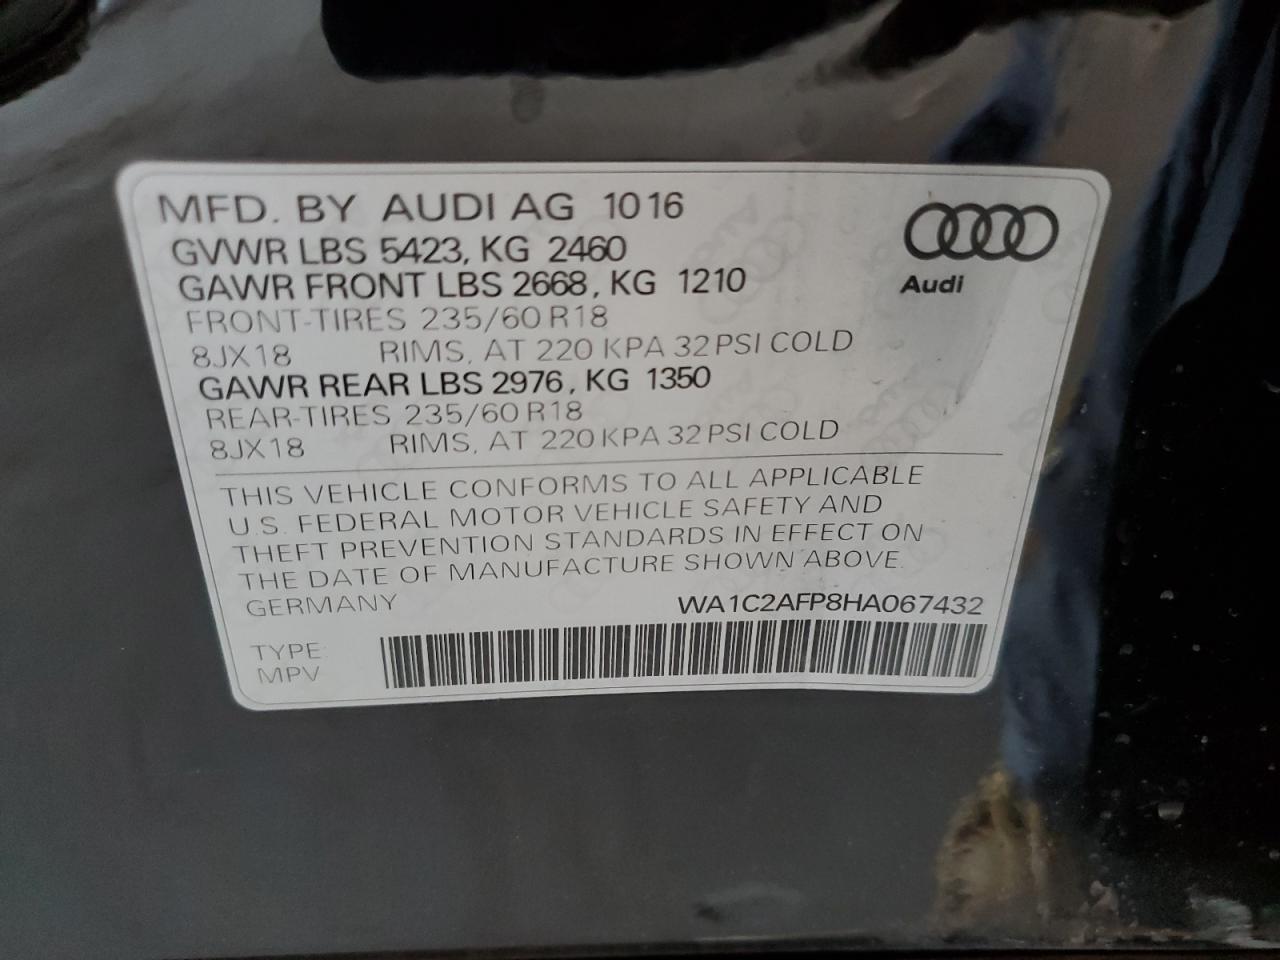 MFD. BY AUDI AG 10 16
GVWR LBS 5423, KG 2460
GAWR FRONT LBS 2668, KG 1210
FRONT-TIRES 235/60 R18
8JX18 RIMS, AT 220 KPA 32 PSI COLD
GAWR REAR LBS 2976, KG 1350
REAR-TIRES 235/60 R18
8JX18 RIMS, AT 220 KPA 32 PSI COLD
Audi
THIS VEHICLE CONFORMS TO ALL APPLICABLE
U.S. FEDERAL MOTOR VEHICLE SAFETY AND
THEFT PREVENTION STANDARDS IN EFFECT ON
THE DATE OF MANUFACTURE SHOWN ABOVE.
GERMANY WA1C2AFP8HA067432
TYPE:
MPV